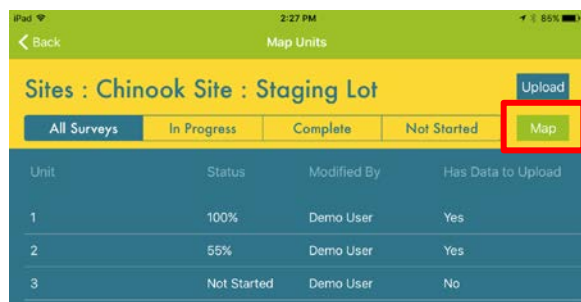 iPad 2:27 PM 85%
Back Map Units
Sites : Chinook Site : Staging Lot Upload
All Surveys In Progress Complete Not Started Map
Unit Status Modified By Has Data to Upload
1 100% Demo User Yes
2 55% Demo User Yes
3 Not Started Demo User No